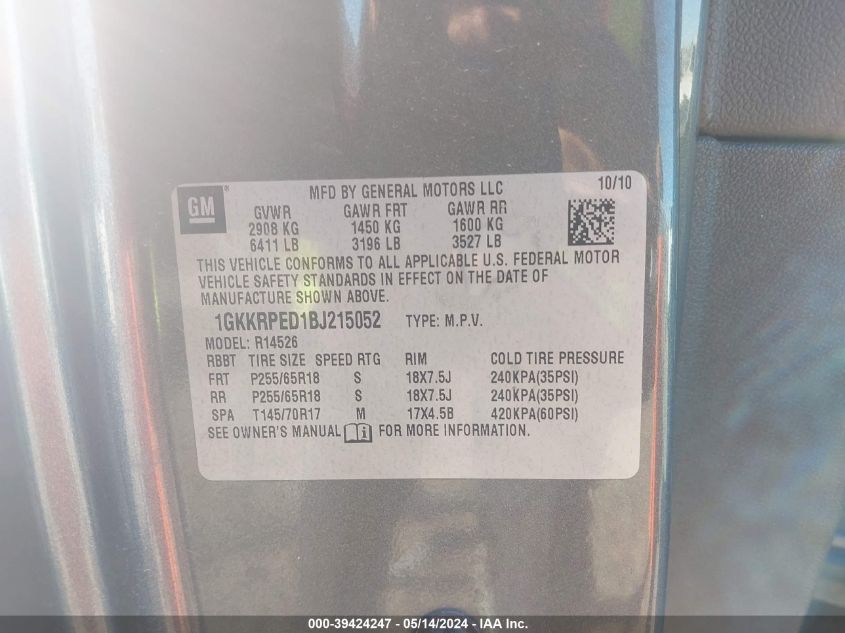 GM® MFD BY GENERAL MOTORS LLC 10/10
GVWR GAWR FRT GAWR RR
2908 KG 1450 KG 1600 KG
6411 LB 3196 LB 3527 LB
THIS VEHICLE CONFORMS TO ALL APPLICABLE U.S. FEDERAL MOTOR
VEHICLE SAFETY STANDARDS IN EFFECT ON THE DATE OF
MANUFACTURE SHOWN ABOVE.
1GKKRPED1BJ215052 TYPE: M.P.V.
MODEL: R14526
RBBT TIRE SIZE SPEED RTG RIM COLD TIRE PRESSURE
FRT P255/65R18 S 18X7.5J 240KPA(35PSI)
RR P255/65R18 S 18X7.5J 240KPA(35PSI)
SPA T145/70R17 M 17X4.5B 420KPA(60PSI)
SEE OWNER'S MANUAL i FOR MORE INFORMATION.
000-39424247 - 05/14/2024 - IAA Inc.